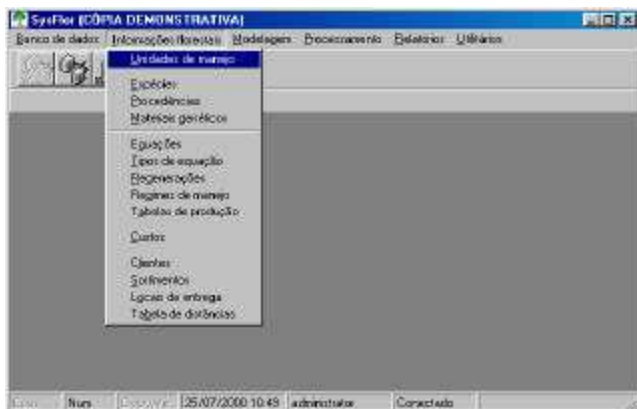 SysFlor (CÓPIA DEMONSTRATIVA)
Banco de dados Informações florestais Modelagem Processamento Relatórios Utilitários
Unidades de manejo
Espécies
Procedências
Materiais genéticos
Equações
Tipos de equação
Regenerações
Regimes de manejo
Tabelas de produção
Custos
Clientes
Sortimentos
Locais de entrega
Tabela de distâncias
Num 25/07/2000 10:49 administrator Conectado